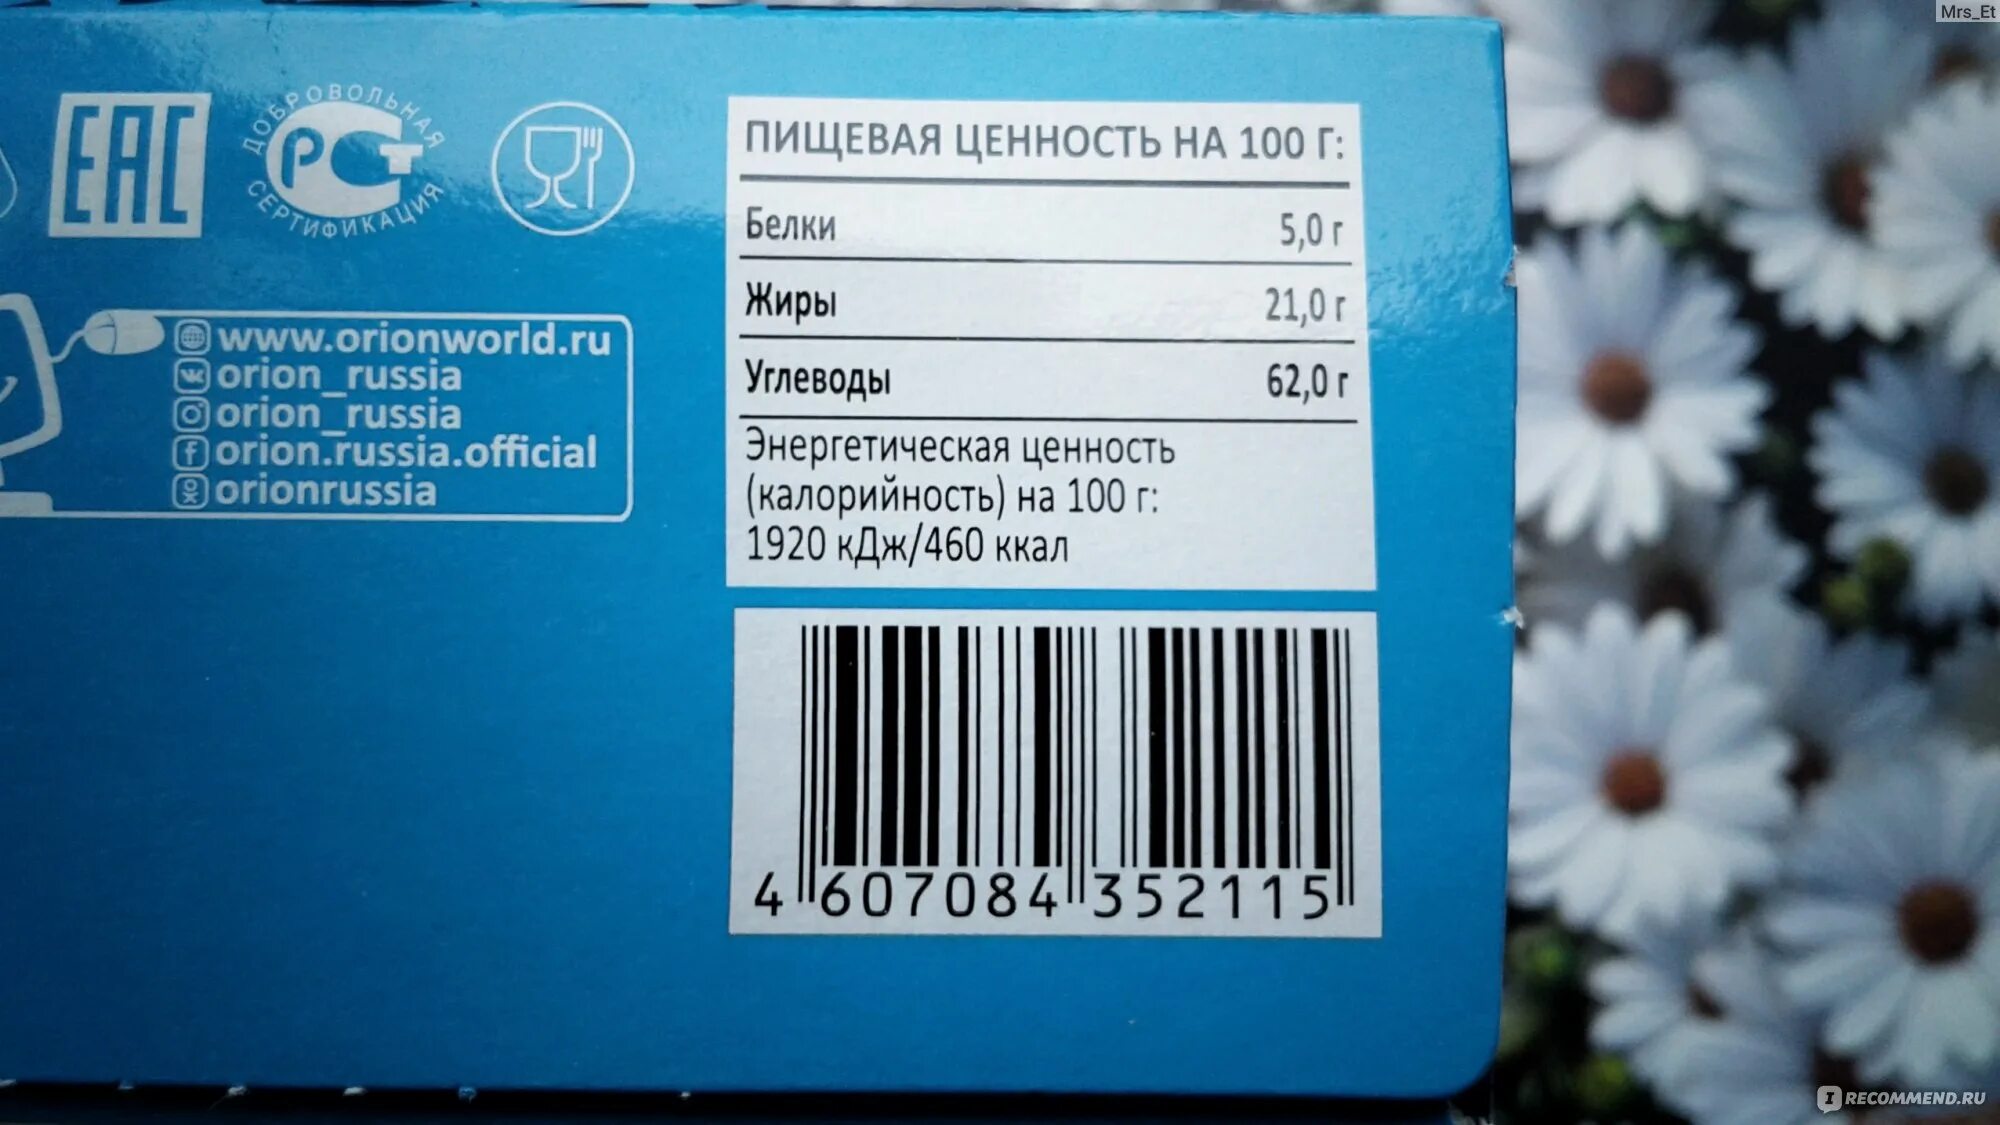 Mrs_Et
EAC
ДОБРОВОЛЬНАЯ
РСТ
СЕРТИФИКАЦИЯ
www.orionworld.ru
orion_russia
orion_russia
orion.russia.official
orionrussia
ПИЩЕВАЯ ЦЕННОСТЬ НА 100 Г:
Белки 5,0 г
Жиры 21,0 г
Углеводы 62,0 г
Энергетическая ценность
(калорийность) на 100 г:
1920 кДж/460 ккал
4 607084 352115
IRECOMMEND.RU